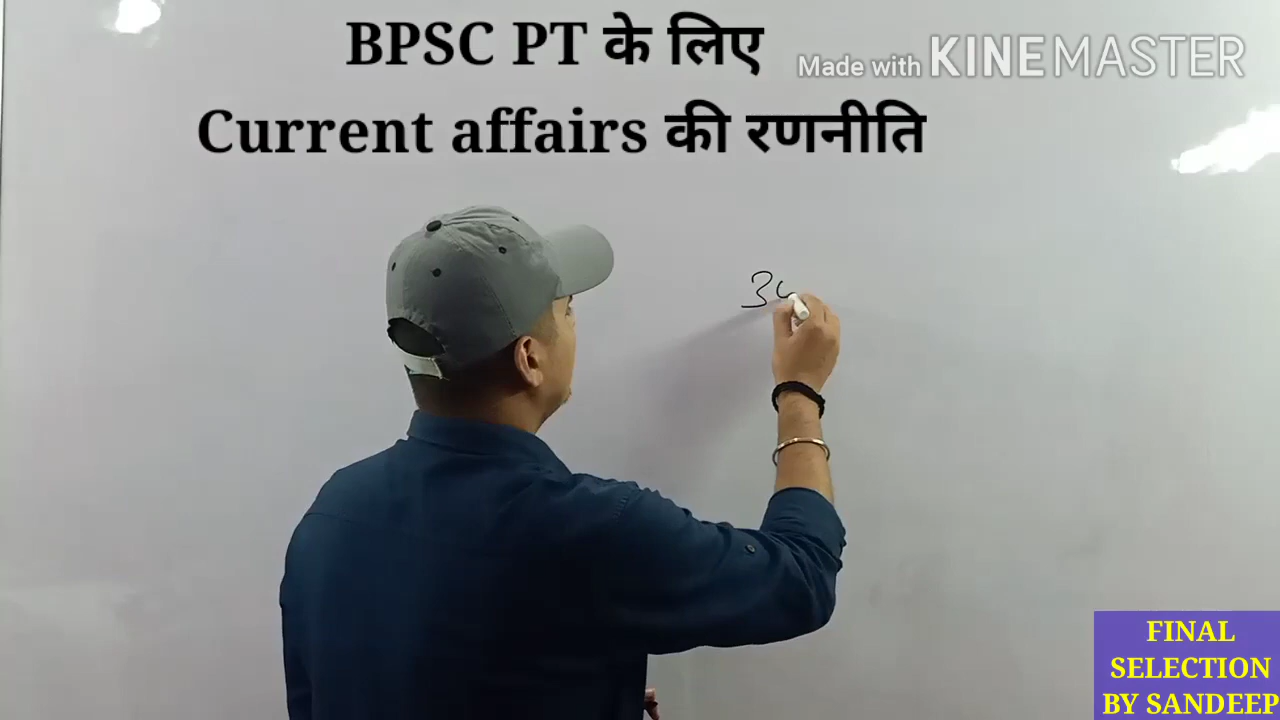 BPSC PT के लिए
Made with KINEMASTER
Current affairs की रणनीति
FINAL
SELECTION
BY SANDEEP